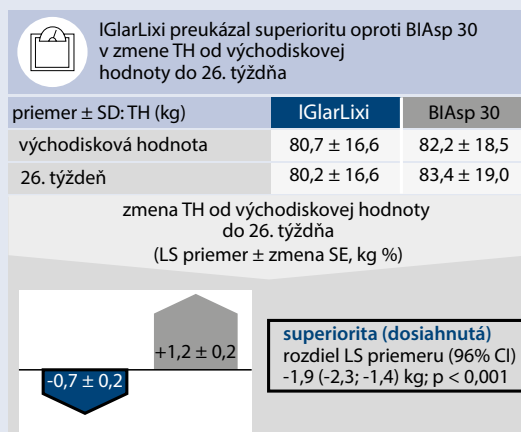 IGlarLixi preukázal superioritu oproti BIAsp 30
v zmene TH od východiskovej
hodnoty do 26. týždňa
priemer ± SD: TH (kg) IGlarLixi BIAsp 30
východisková hodnota 80,7 ± 16,6 82,2 ± 18,5
26. týždeň 80,2 ± 16,6 83,4 ± 19,0
zmena TH od východiskovej hodnoty
do 26. týždňa
(LS priemer ± zmena SE, kg %)
+1,2 ± 0,2
-0,7 ± 0,2
superiorita (dosiahnutá)
rozdiel LS priemeru (96% CI)
-1,9 (-2,3; -1,4) kg; p < 0,001